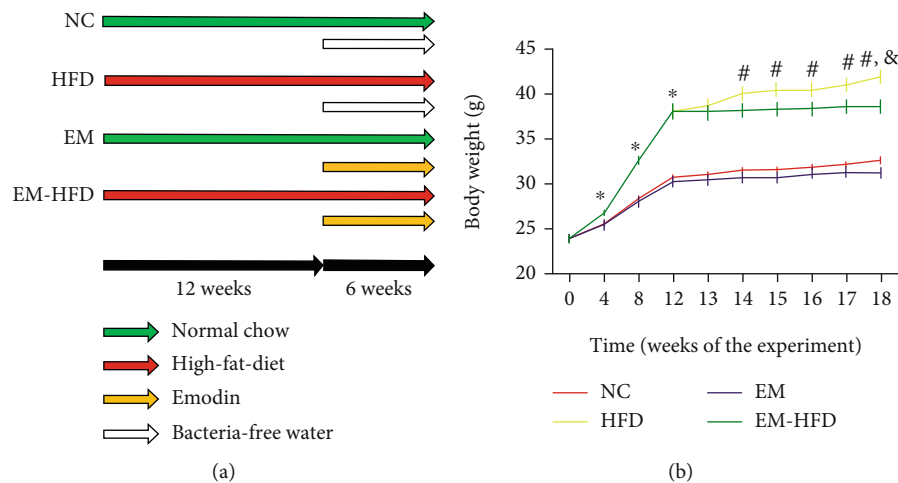 NC
HFD
EM
EM-HFD
12 weeks
6 weeks
Normal chow
High-fat-diet
Emodin
Bacteria-free water
(a)
Body weight (g)
45
40
35
30
25
20
* * * # # # # #, &
0 4 8 12 13 14 15 16 17 18
Time (weeks of the experiment)
NC
EM
HFD
EM-HFD
(b)